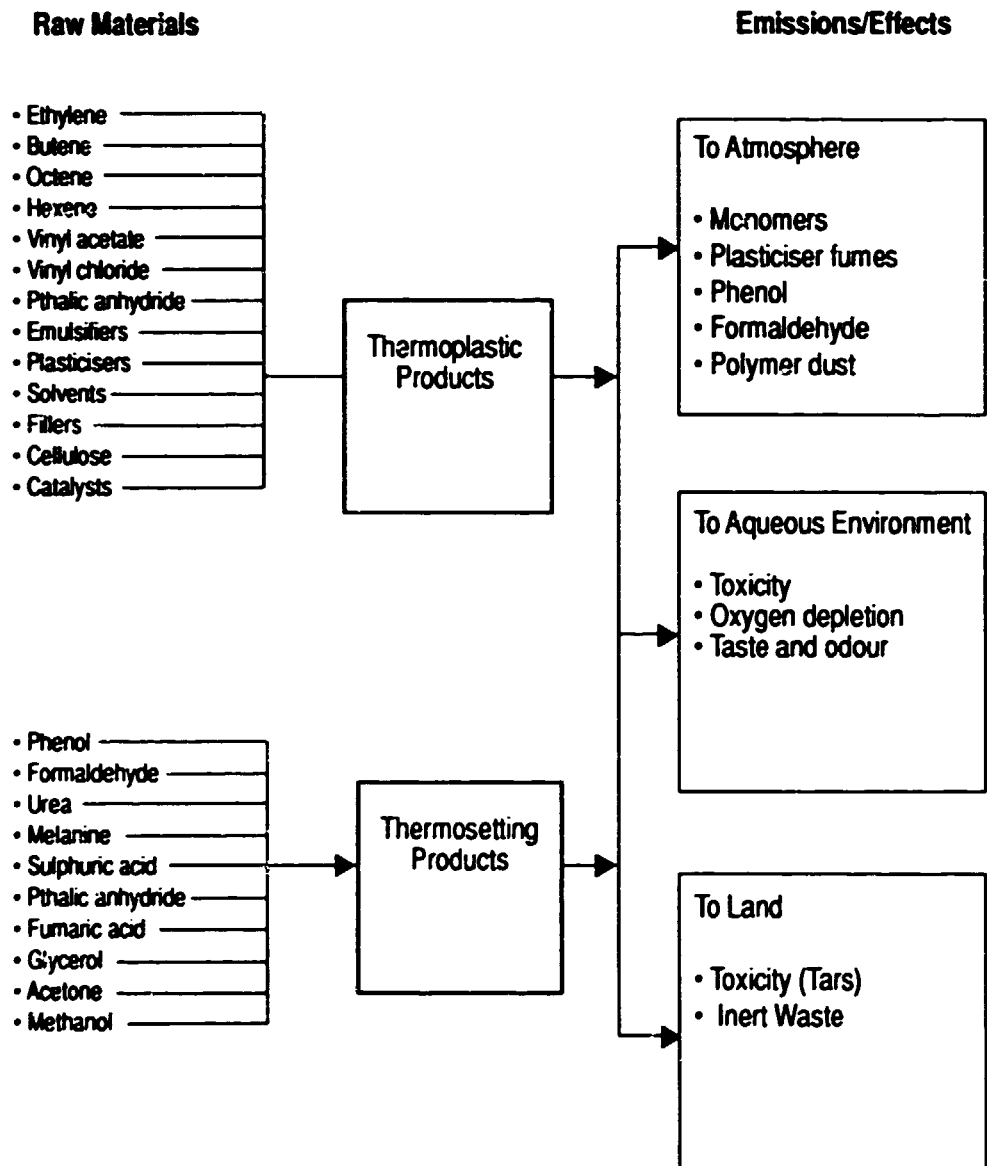 Raw Materials
Emissions/Effects
• Ethylene
• Butene
• Octene
• Hexene
• Vinyl acetate
• Vinyl chloride
• Pthalic anhydride
• Emulsifiers
• Plasticisers
• Solvents
• Fillers
• Cellulose
• Catalysts
Thermoplastic
Products
• Phenol
• Formaldehyde
• Urea
• Melanine
• Sulphuric acid
• Pthalic anhydride
• Fumaric acid
• Glycerol
• Acetone
• Methanol
Thermosetting
Products
To Atmosphere
• Monomers
• Plasticiser fumes
• Phenol
• Formaldehyde
• Polymer dust
To Aqueous Environment
• Toxicity
• Oxygen depletion
• Taste and odour
To Land
• Toxicity (Tars)
• Inert Waste